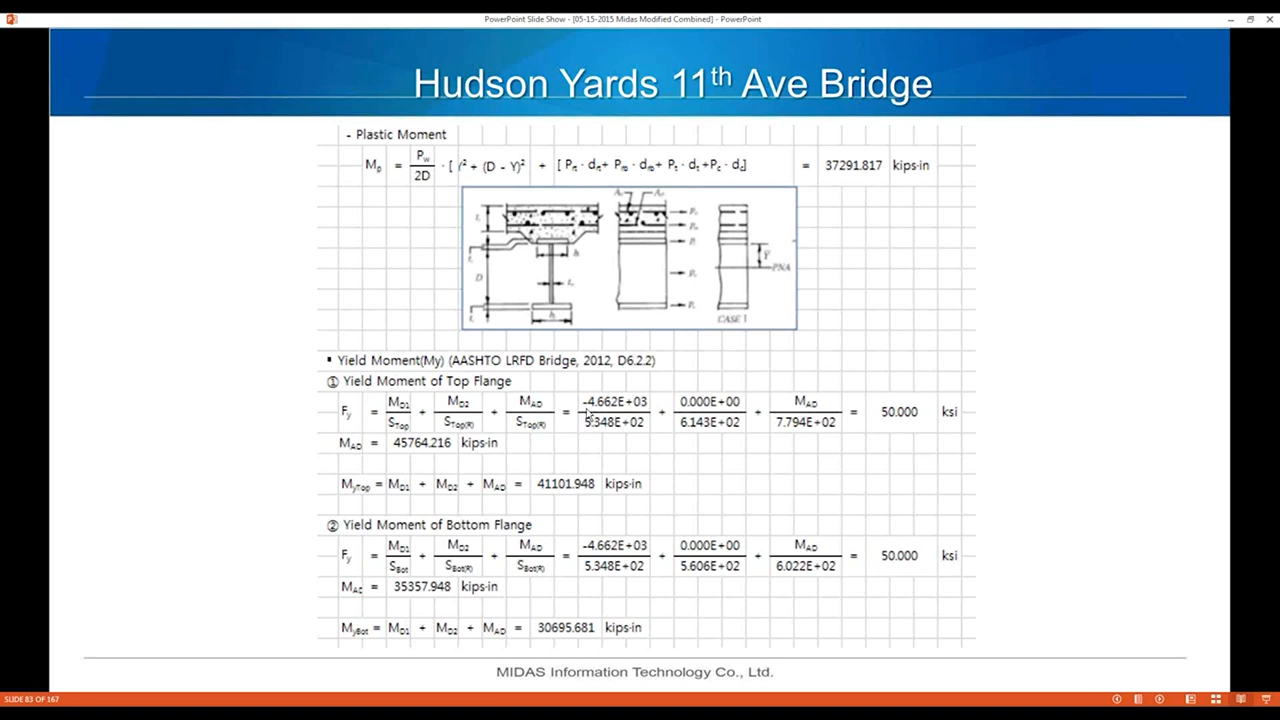 PowerPoint Slide Show - [05-15-2015 Midas Modified Combined] - PowerPoint
Hudson Yards 11th Ave Bridge
- Plastic Moment
Mp = Pw / 2D · [ Y² + (D - Y)² + [ Prt · drt + Prb · drb + Pt · dt + Pc · dc] = 37291.817 kips·in
D
Y
PNA
CASE I
▪ Yield Moment(My) (AASHTO LRFD Bridge, 2012, D6.2.2)
① Yield Moment of Top Flange
Fy = MD1 / STop + MD2 / STop(R) + MAD / STop(R) = -4.662E+03 / 5.348E+02 + 0.000E+00 / 6.143E+02 + MAD / 7.794E+02 = 50.000 ksi
MAD = 45764.216 kips·in
MyTop = MD1 + MD2 + MAD = 41101.948 kips·in
② Yield Moment of Bottom Flange
Fy = MD1 / SBot + MD2 / SBot(R) + MAD / SBot(R) = -4.662E+03 / 5.348E+02 + 0.000E+00 / 5.606E+02 + MAD / 6.022E+02 = 50.000 ksi
35357.948 kips·in
MyBot = MD1 + MD2 + MAD = 30695.681 kips·in
MIDAS Information Technology Co., Ltd.
SLIDE 83 OF 167